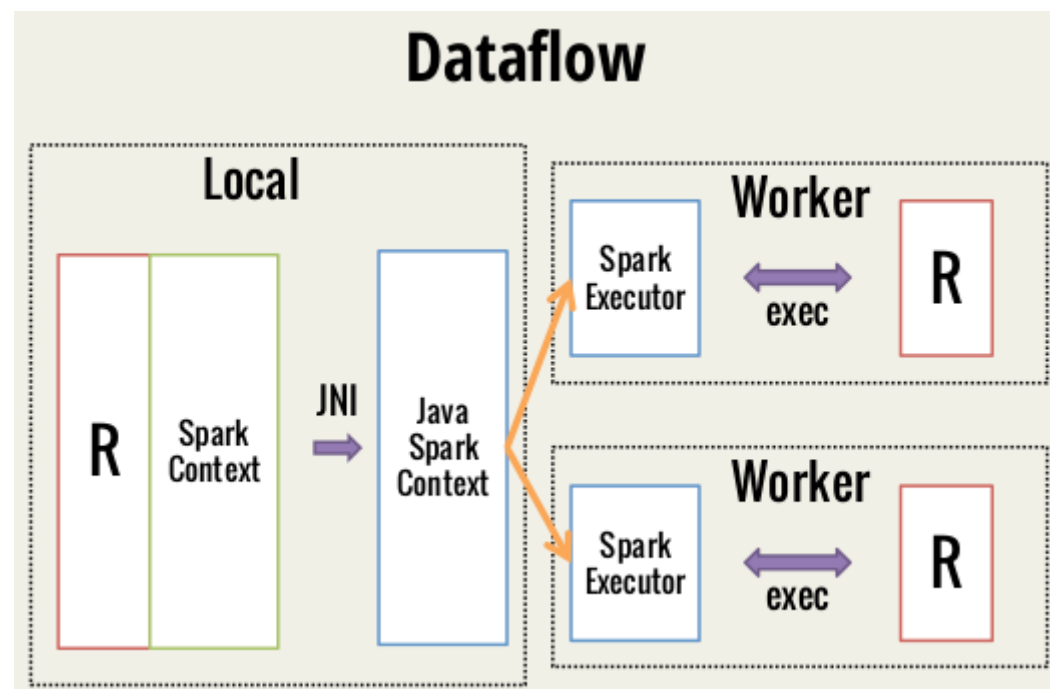 Dataflow
Local
R
Spark
Context
JNI
Java
Spark
Context
Worker
Spark
Executor
exec
R
Worker
Spark
Executor
exec
R